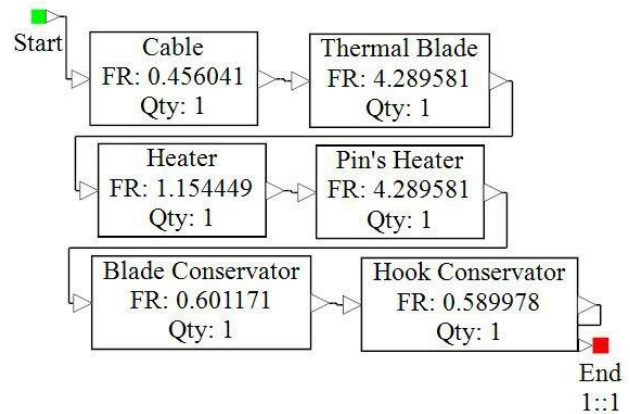 Start
Cable
FR: 0.456041
Qty: 1
Thermal Blade
FR: 4.289581
Qty: 1
Heater
FR: 1.154449
Qty: 1
Pin's Heater
FR: 4.289581
Qty: 1
Blade Conservator
FR: 0.601171
Qty: 1
Hook Conservator
FR: 0.589978
Qty: 1
End
1::1